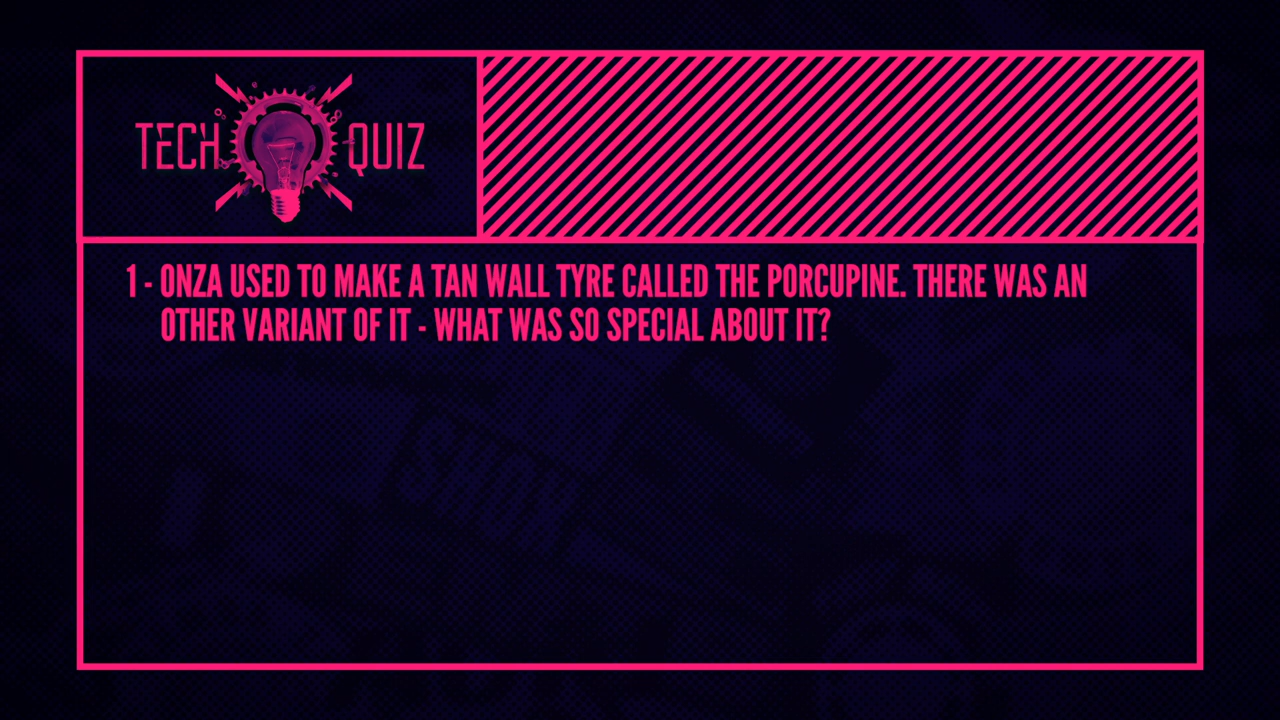 TECH QUIZ
1 - ONZA USED TO MAKE A TAN WALL TYRE CALLED THE PORCUPINE. THERE WAS AN
OTHER VARIANT OF IT - WHAT WAS SO SPECIAL ABOUT IT?
SHOX